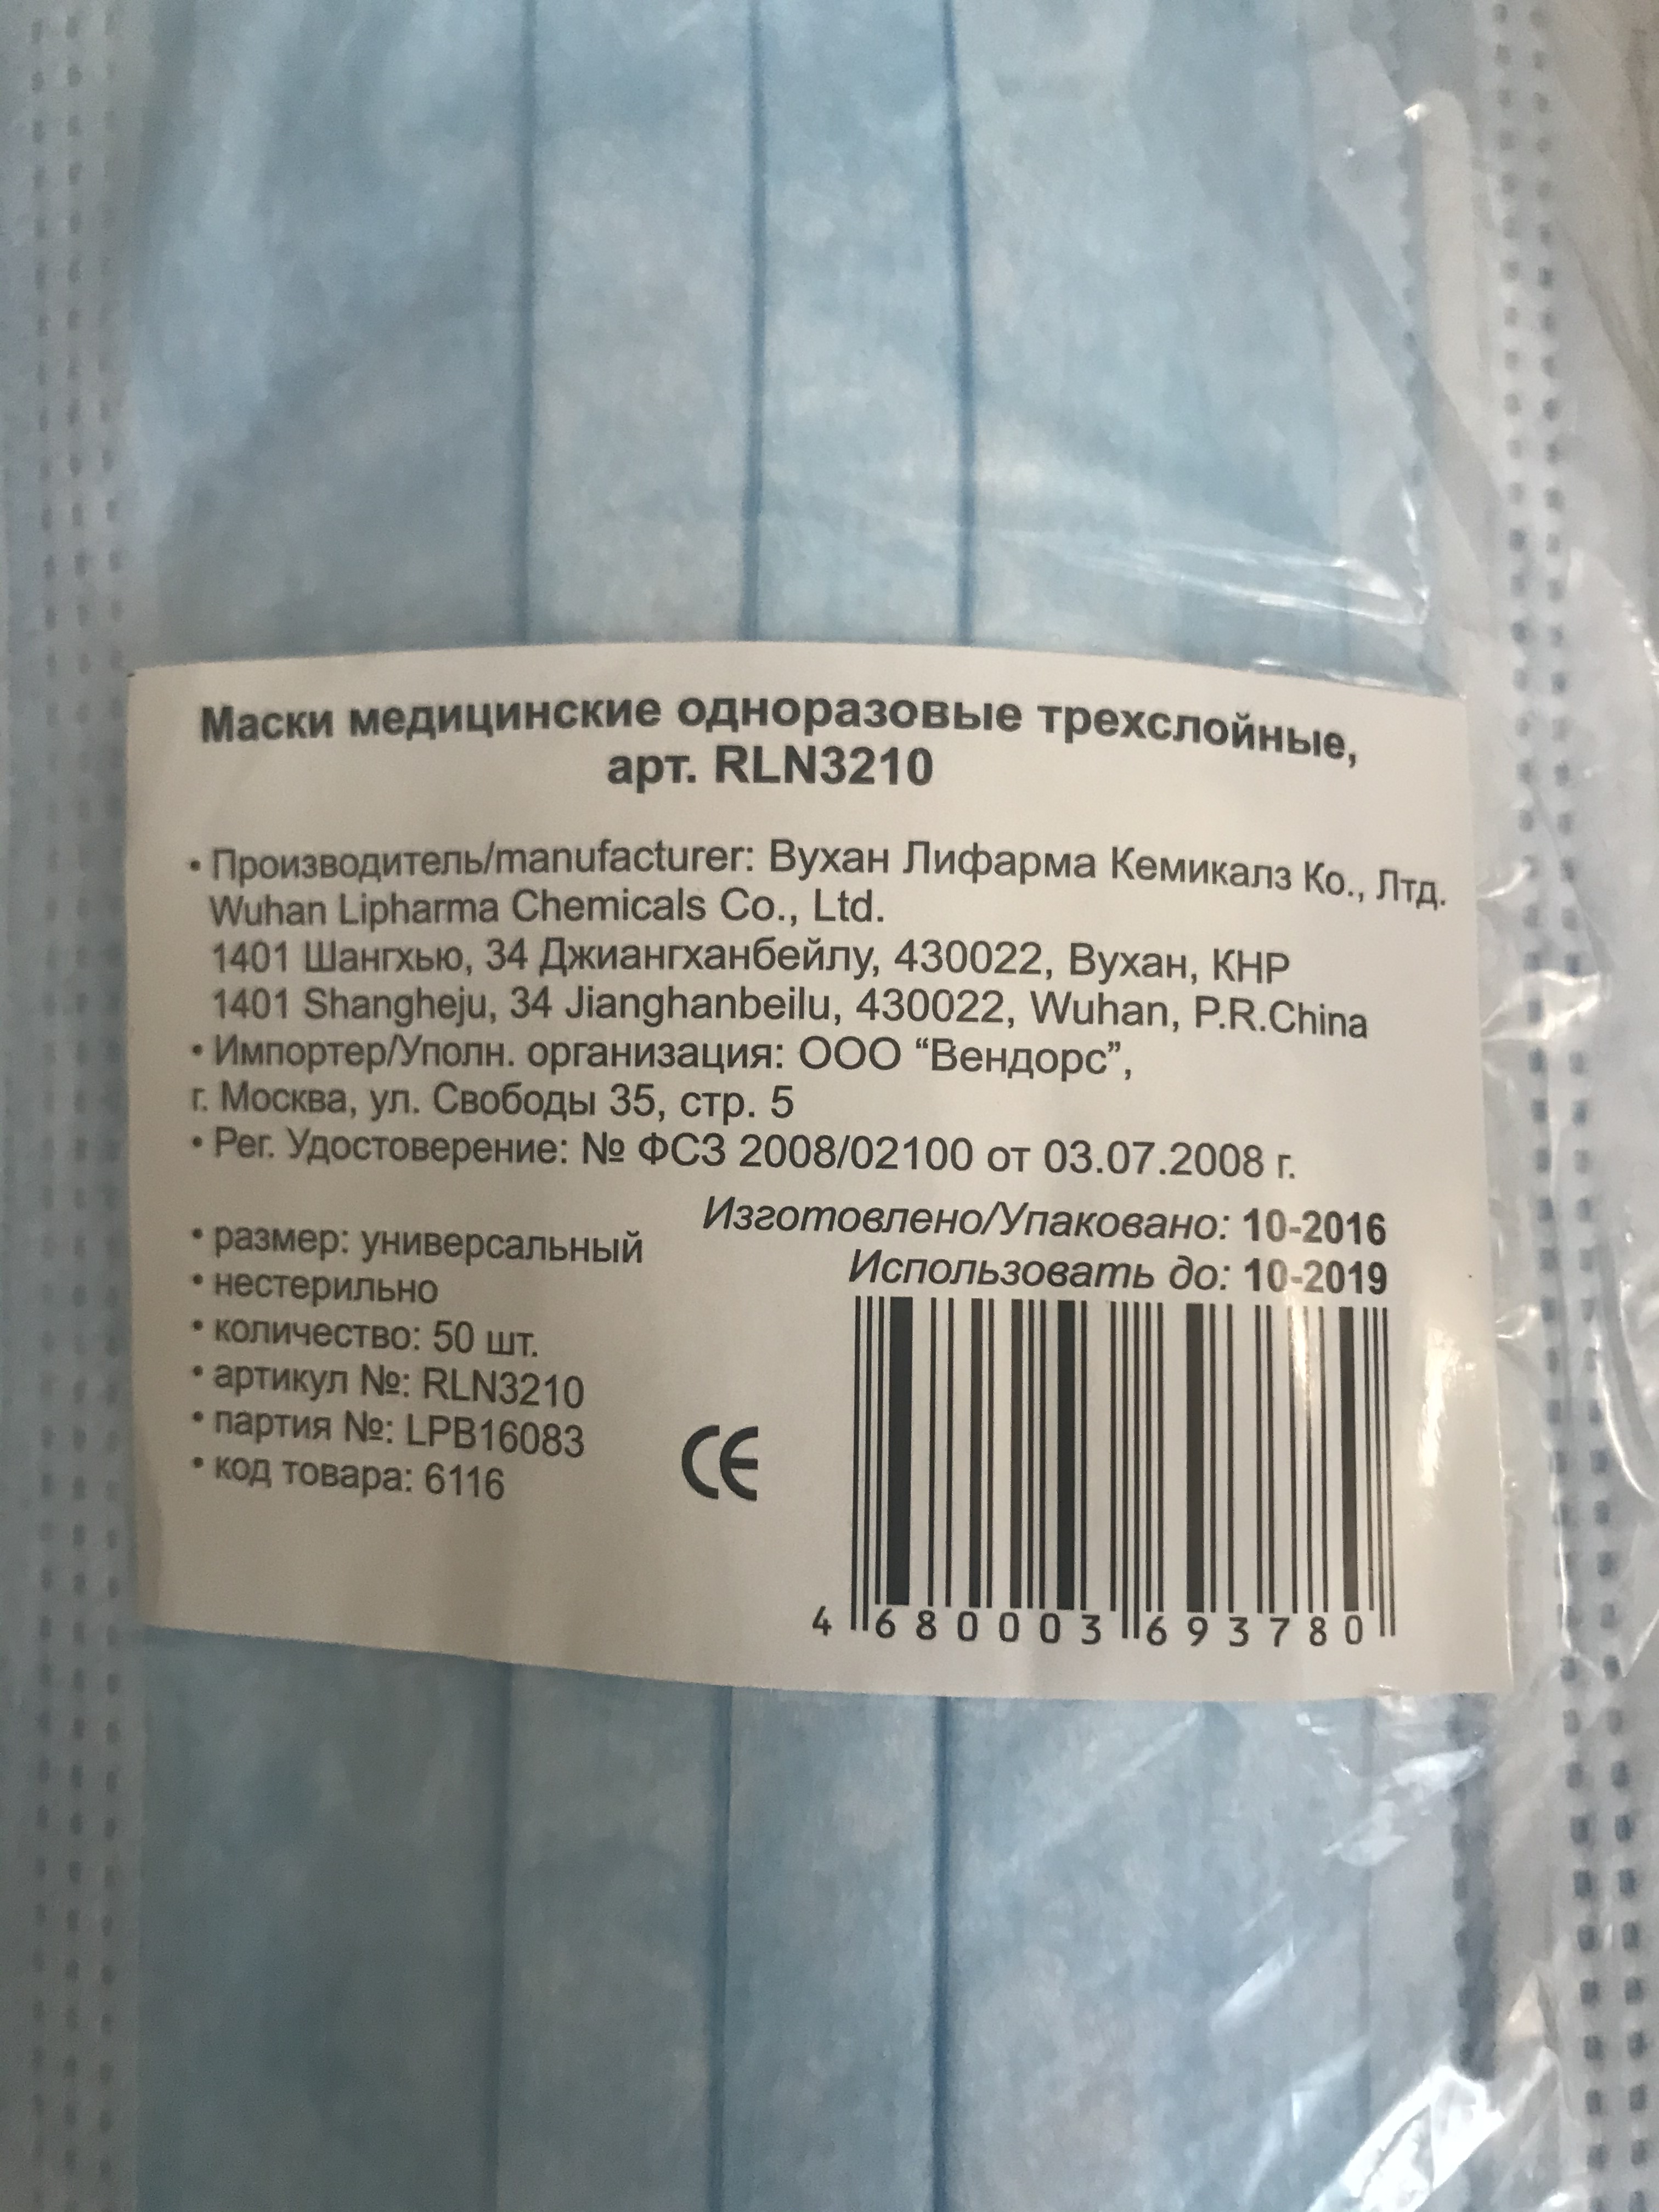 Маски медицинские одноразовые трехслойные,
арт. RLN3210
• Производитель/manufacturer: Вухан Лифарма Кемикалз Ко., Лтд.
Wuhan Lipharma Chemicals Co., Ltd.
1401 Шангхью, 34 Джиангханбейлу, 430022, Вухан, КНР
1401 Shangheju, 34 Jianghanbeilu, 430022, Wuhan, P.R.China
• Импортер/Уполн. организация: ООО “Вендорс”,
г. Москва, ул. Свободы 35, стр. 5
• Рег. Удостоверение: № ФСЗ 2008/02100 от 03.07.2008 г.
Изготовлено/Упаковано: 10-2016
Использовать до: 10-2019
• размер: универсальный
• нестерильно
• количество: 50 шт.
• артикул №: RLN3210
• партия №: LPB16083
• код товара: 6116
CE
4 680003 693780